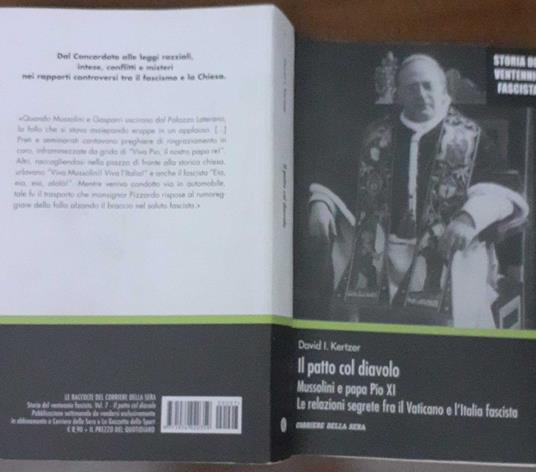 Dal Concordato alle leggi razziali,
intese, conflitti e misteri
nei rapporti controversi tra il fascismo e la Chiesa.
«Quando Mussolini e Gasparri uscirono dal Palazzo Laterano,
la folla che si stava assiepando eruppe in un applauso. [...]
Preti e seminaristi cantavano preghiere di ringraziamento in
coro, inframmezzate da grida di "Viva Pio, il nostro papa re!".
Altri, raccogliendosi nella piazza di fronte alla storica chiesa,
urlavano "Viva Mussolini! Viva l'Italia!" e anche il fascista "Eia,
eia, eia, alalà!". Mentre veniva condotto via in automobile,
tale fu il trasporto che monsignor Pizzardo rispose al rumoreg-
giare della folla alzando il braccio nel saluto fascista.»
LE RACCOLTE DEL CORRIERE DELLA SERA
Storia del ventennio fascista. Vol. 7 - Il patto col diavolo
Pubblicazione settimanale da vendersi esclusivamente
in abbinamento a Corriere della Sera o La Gazzetta dello Sport
€ 8,90 + IL PREZZO DEL QUOTIDIANO
David I. Kertzer
Il patto col diavolo
STORIA DE
VENTENNI
FASCISTA
David I. Kertzer
Il patto col diavolo
Mussolini e papa Pio XI
Le relazioni segrete fra il Vaticano e l'Italia fascista
CORRIERE DELLA SERA